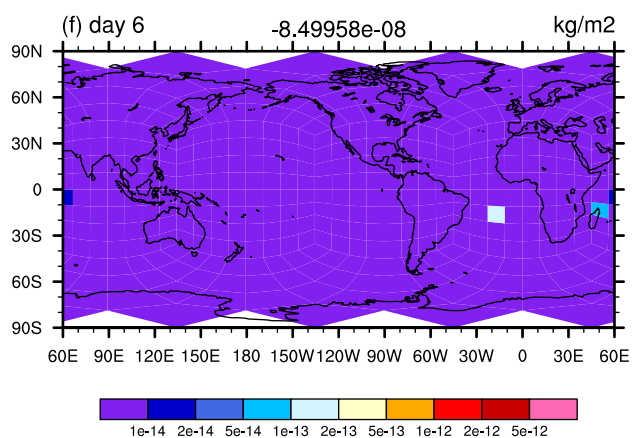 (f) day 6 -8.49958e-08 kg/m2
90N
60N
30N
0
30S
60S
90S
60E 90E 120E 150E 180 150W 120W 90W 60W 30W 0 30E 60E
1e-14 2e-14 5e-14 1e-13 2e-13 5e-13 1e-12 2e-12 5e-12